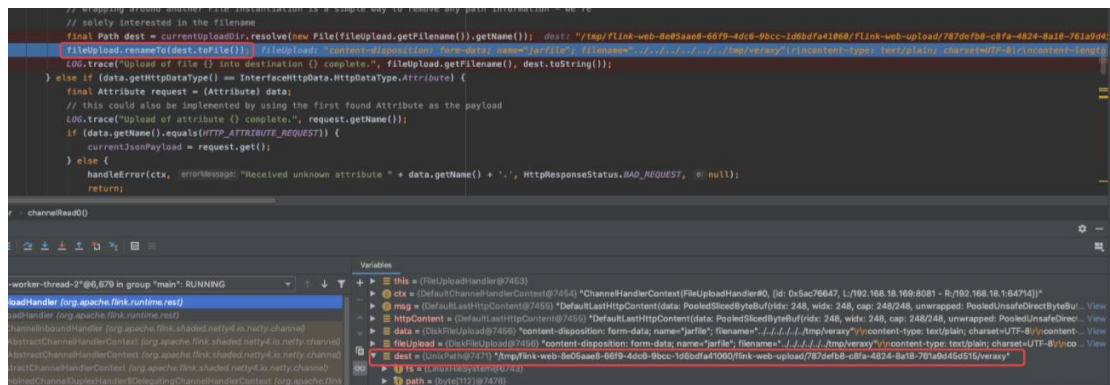 // wrapping around another File instantiation is a simple way to remove any path information - we're
// solely interested in the filename
final Path dest = currentUploadDir.resolve(new File(fileUpload.getFilename()).getName()); dest: "/tmp/flink-web-8e05aae8-66f9-4dc6-9bcc-1d6bdfa41060/flink-web-upload/787defb8-c8fa-4824-8a18-761a9d45
fileUpload.renameTo(dest.toFile()); fileUpload: "content-disposition: form-data; name="jarfile"; filename="../../../../../../tmp/veraxy"\r\ncontent-type: text/plain; charset=UTF-8\r\ncontent-length
LOG.trace("Upload of file {} into destination {} complete.", fileUpload.getFilename(), dest.toString());
} else if (data.getHttpDataType() == InterfaceHttpData.HttpDataType.Attribute) {
final Attribute request = (Attribute) data;
// this could also be implemented by using the first found Attribute as the payload
LOG.trace("Upload of attribute {} complete.", request.getName());
if (data.getName().equals(HTTP_ATTRIBUTE_REQUEST)) {
currentJsonPayload = request.get();
} else {
handleError(ctx, errorMessage: "Received unknown attribute " + data.getName() + '.', HttpResponseStatus.BAD_REQUEST, e: null);
return;
r › channelRead0()
Variables
-worker-thread-2"@6,679 in group "main": RUNNING
this = {FileUploadHandler@7453}
loadHandler (org.apache.flink.runtime.rest)
ctx = {DefaultChannelHandlerContext@7454} "ChannelHandlerContext(FileUploadHandler#0, [id: 0x5ac76647, L:/192.168.18.169:8081 - R:/192.168.18.1:64714])"
oadHandler (org.apache.flink.runtime.rest)
msg = {DefaultLastHttpContent@7455} "DefaultLastHttpContent(data: PooledSlicedByteBuf(ridx: 248, widx: 248, cap: 248/248, unwrapped: PooledUnsafeDirectByteBu... View
ChannelInboundHandler (org.apache.flink.shaded.netty4.io.netty.channel)
httpContent = {DefaultLastHttpContent@7455} "DefaultLastHttpContent(data: PooledSlicedByteBuf(ridx: 248, widx: 248, cap: 248/248, unwrapped: PooledUnsafeDirect... View
AbstractChannelHandlerContext (org.apache.flink.shaded.netty4.io.netty.channel)
data = {DiskFileUpload@7456} "content-disposition: form-data; name="jarfile"; filename="../../../../../../tmp/veraxy"\r\ncontent-type: text/plain; charset=UTF-8\r\ncontent-... View
AbstractChannelHandlerContext (org.apache.flink.shaded.netty4.io.netty.channel)
fileUpload = {DiskFileUpload@7456} "content-disposition: form-data; name="jarfile"; filename="../../../../../../tmp/veraxy"\r\ncontent-type: text/plain; charset=UTF-8\r\nco... View
AbstractChannelHandlerContext (org.apache.flink.shaded.netty4.io.netty.channel)
dest = {UnixPath@7471} "/tmp/flink-web-8e05aae8-66f9-4dc6-9bcc-1d6bdfa41060/flink-web-upload/787defb8-c8fa-4824-8a18-761a9d45d515/veraxy"
dractChannelHandlerContext (org.apache.flink.shaded.netty4.io.netty.channel)
fs = {LinuxFileSystem@6743}
mbinedChannelDuplexHandler$DelegatingChannelHandlerContext
path = {byte[112]@7478}